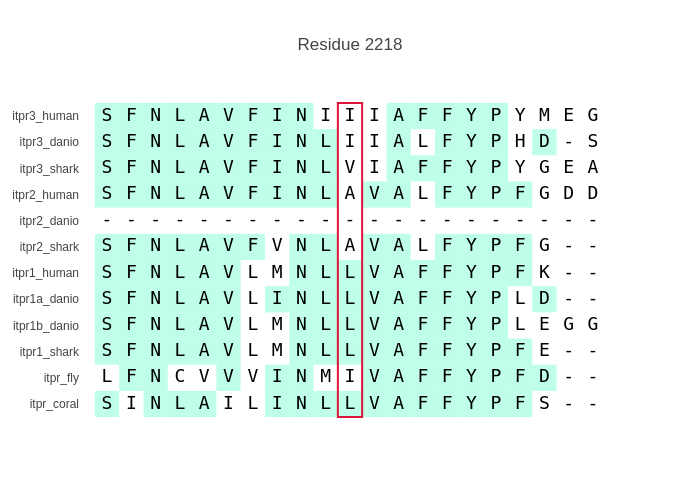 Residue 2218
itpr3_human S F N L A V F I N I I I A F F Y P Y M E G
itpr3_danio S F N L A V F I N L I I A L F Y P H D - S
itpr3_shark S F N L A V F I N L V I A F F Y P Y G E A
itpr2_human S F N L A V F I N L A V A L F Y P F G D D
itpr2_danio - - - - - - - - - - - - - - - - - - - - -
itpr2_shark S F N L A V F V N L A V A L F Y P F G - -
itpr1_human S F N L A V L M N L L V A F F Y P F K - -
itpr1a_danio S F N L A V L I N L L V A F F Y P L D - -
itpr1b_danio S F N L A V L M N L L V A F F Y P L E G G
itpr1_shark S F N L A V L M N L L V A F F Y P F E - -
itpr_fly L F N C V V V I N M I V A F F Y P F D - -
itpr_coral S I N L A I L I N L L V A F F Y P F S - -